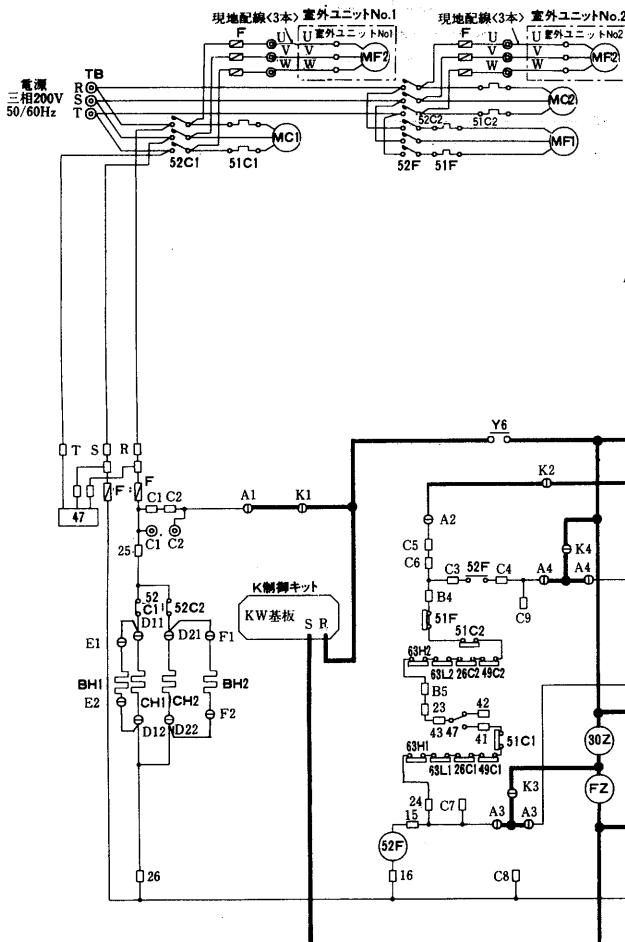 現地配線<3本> 室外ユニットNo.1
現地配線<3本> 室外ユニットNo.2
F U U 室外ユニットNo1
V V MF2
W W
F U U 室外ユニットNo2
V V MF2
W W
電源
三相200V
50/60Hz
TB
R
S
T
52C1 51C1 MC1
52C2 51C2 MC2
52F 51F MF1
Y6
T S R
F F
47
C1 C2 A1 K1
C1 C2
25
K2
A2
C5
C6
C3 52F C4 A4 A4
K4
B4
C9
51F
51C2
K制御キット
KW基板
S R
52
C1 52C2
D11 D21
E1 F1
BH1 CH1 CH2 BH2
E2 F2
D12 D22
63H2
63L2 26C2 49C2
B5
23 42
43 47 41 51C1
63H1
63L1 26C1 49C1
30Z
FZ
K3
24 C7 A3 A3
15
52F
16 C8
26